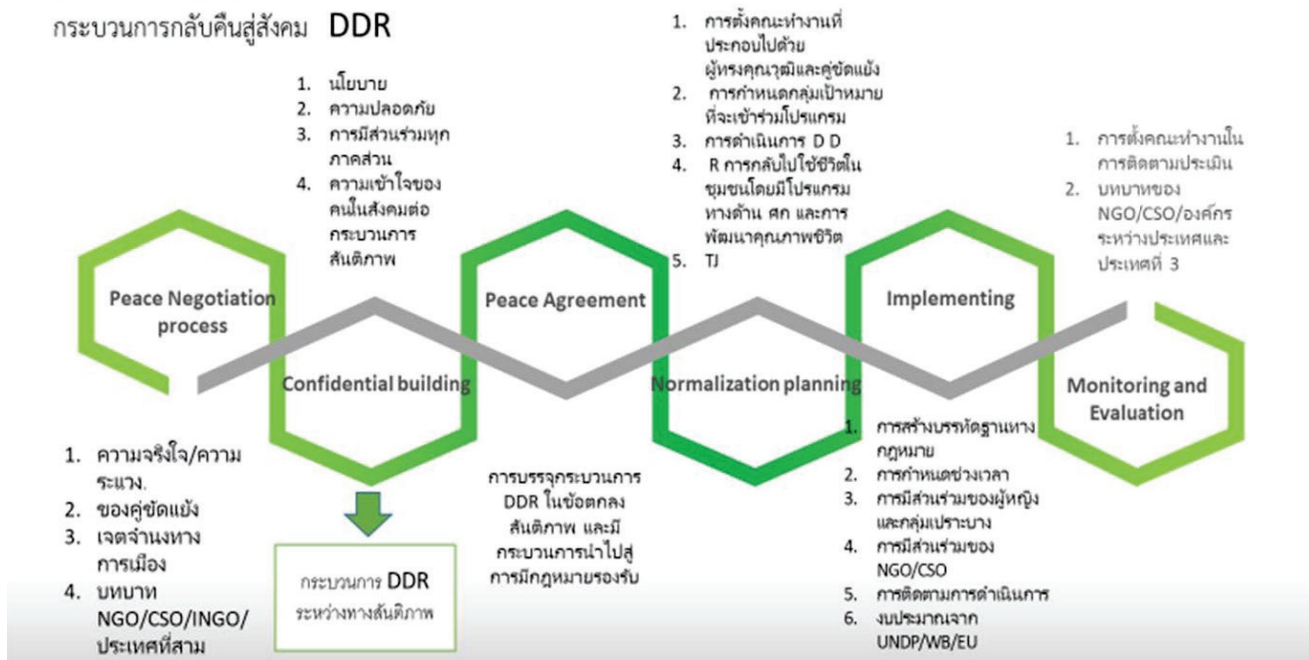 กระบวนการกลับคืนสู่สังคม DDR
1. นโยบาย
2. ความปลอดภัย
3. การมีส่วนร่วมทุก
ภาคส่วน
4. ความเข้าใจของ
คนในสังคมต่อ
กระบวนการ
สันติภาพ
1. การตั้งคณะทำงานที่
ประกอบไปด้วย
ผู้ทรงคุณวุฒิและคู่ขัดแย้ง
2. การกำหนดกลุ่มเป้าหมาย
ที่จะเข้าร่วมโปรแกรม
3. การดำเนินการ D D
4. R การกลับไปใช้ชีวิตใน
ชุมชนโดยมีโปรแกรม
ทางด้าน ศก และการ
พัฒนาคุณภาพชีวิต
5. TJ
1. การตั้งคณะทำงานใน
การติดตามประเมิน
2. บทบาทของ
NGO/CSO/องค์กร
ระหว่างประเทศและ
ประเทศที่ 3
Peace Negotiation
process
Confidential building
Peace Agreement
Normalization planning
Implementing
Monitoring and
Evaluation
1. ความจริงใจ/ความ
ระแวง.
2. ของคู่ขัดแย้ง
3. เจตจำนงทาง
การเมือง
4. บทบาท
NGO/CSO/INGO/
ประเทศที่สาม
กระบวนการ DDR
ระหว่างทางสันติภาพ
การบรรจุกระบวนการ
DDR ในข้อตกลง
สันติภาพ และมี
กระบวนการนำไปสู่
การมีกฎหมายรองรับ
1. การสร้างบรรทัดฐานทาง
กฎหมาย
2. การกำหนดช่วงเวลา
3. การมีส่วนร่วมของผู้หญิง
และกลุ่มเปราะบาง
4. การมีส่วนร่วมของ
NGO/CSO
5. การติดตามการดำเนินการ
6. งบประมาณจาก
UNDP/WB/EU